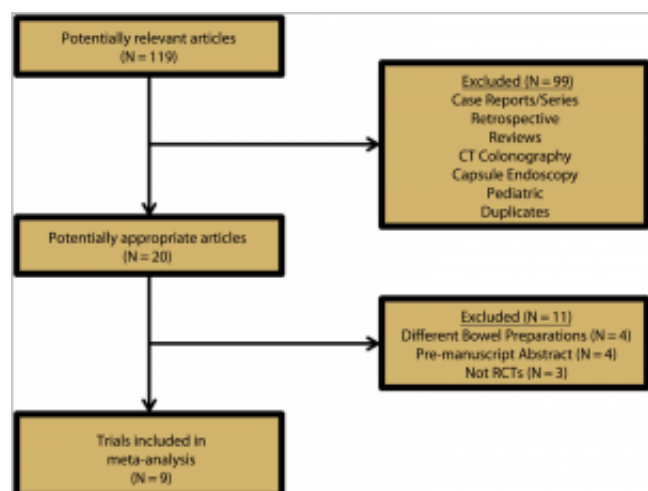 Potentially relevant articles
(N = 119)
Excluded (N = 99)
Case Reports/Series
Retrospective
Reviews
CT Colonography
Capsule Endoscopy
Pediatric
Duplicates
Potentially appropriate articles
(N = 20)
Excluded (N = 11)
Different Bowel Preparations (N = 4)
Pre-manuscript Abstract (N = 4)
Not RCTs (N = 3)
Trials included in
meta-analysis
(N = 9)